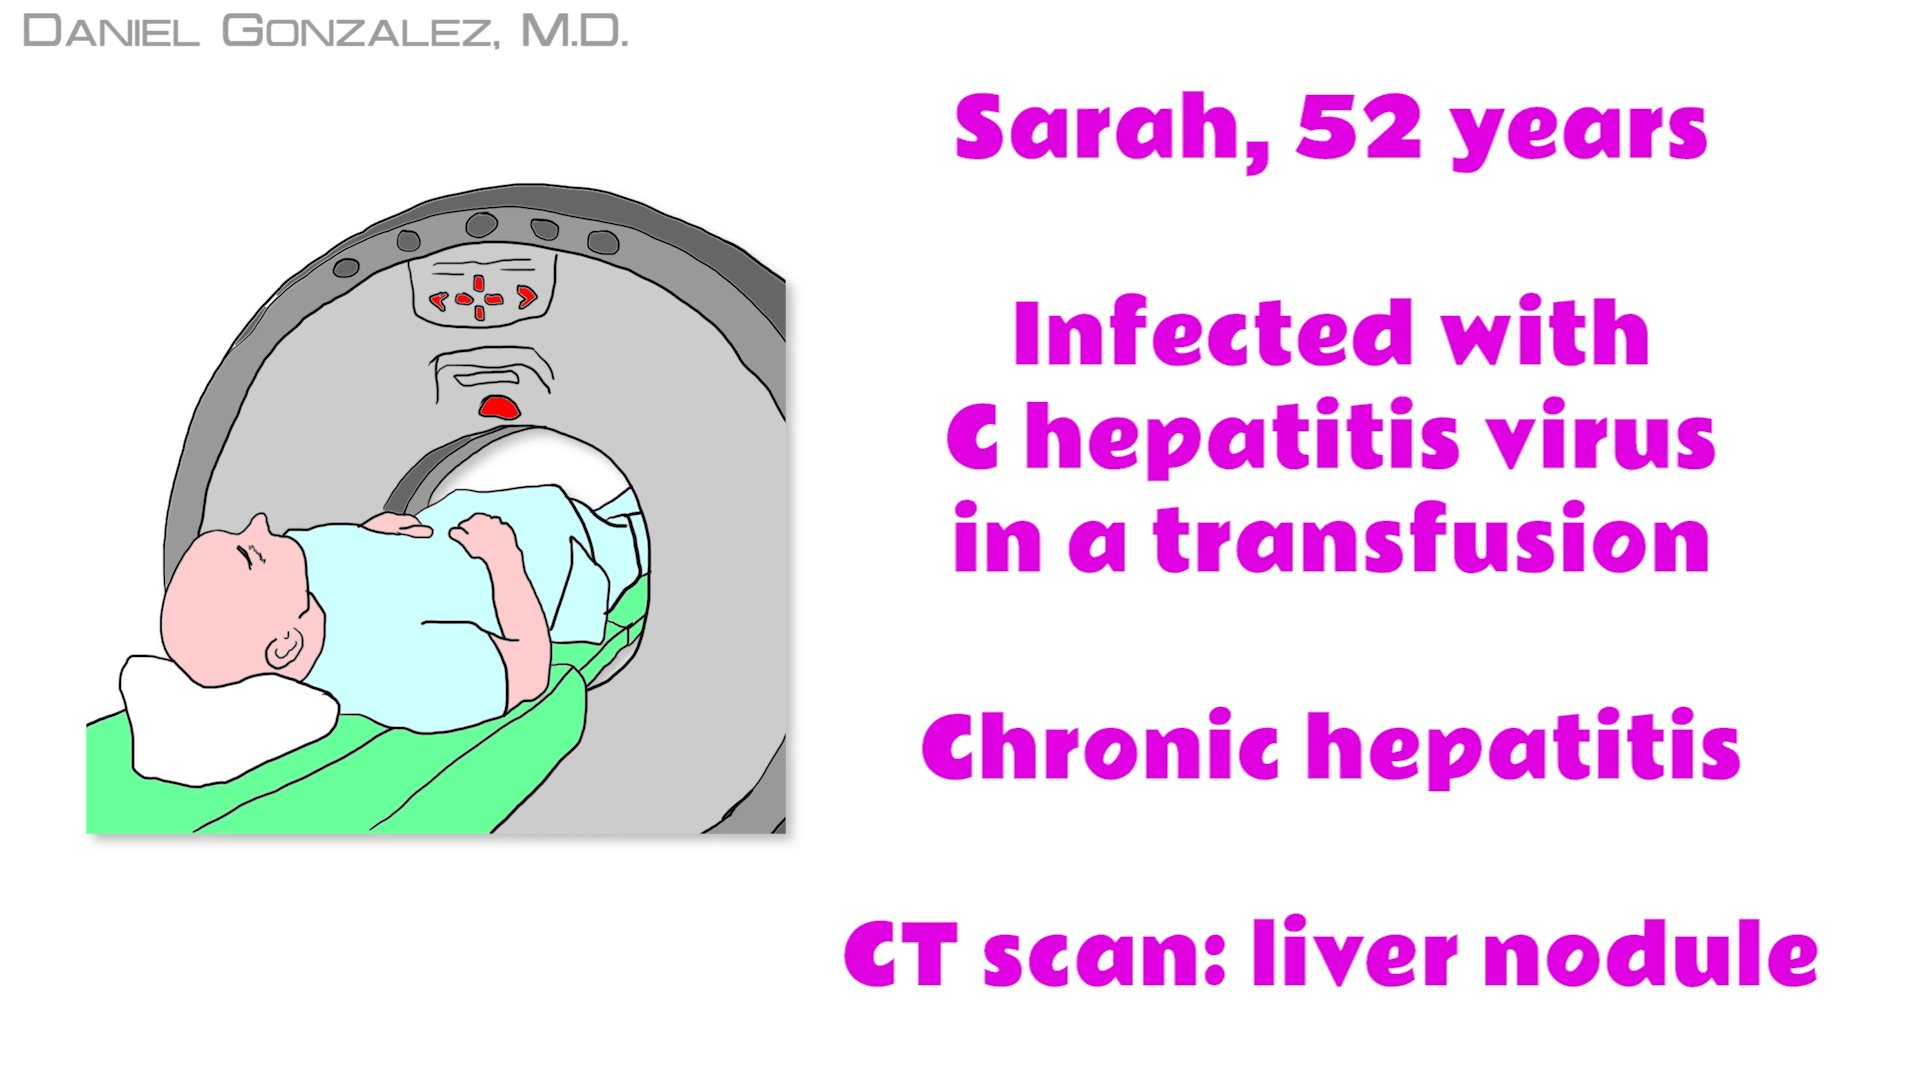 Daniel Gonzalez, M.D.
Sarah, 52 years
Infected with
C hepatitis virus
in a transfusion
Chronic hepatitis
CT scan: liver nodule